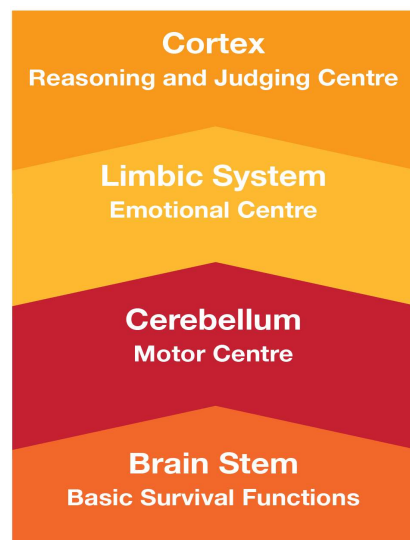 Cortex
Reasoning and Judging Centre
Limbic System
Emotional Centre
Cerebellum
Motor Centre
Brain Stem
Basic Survival Functions